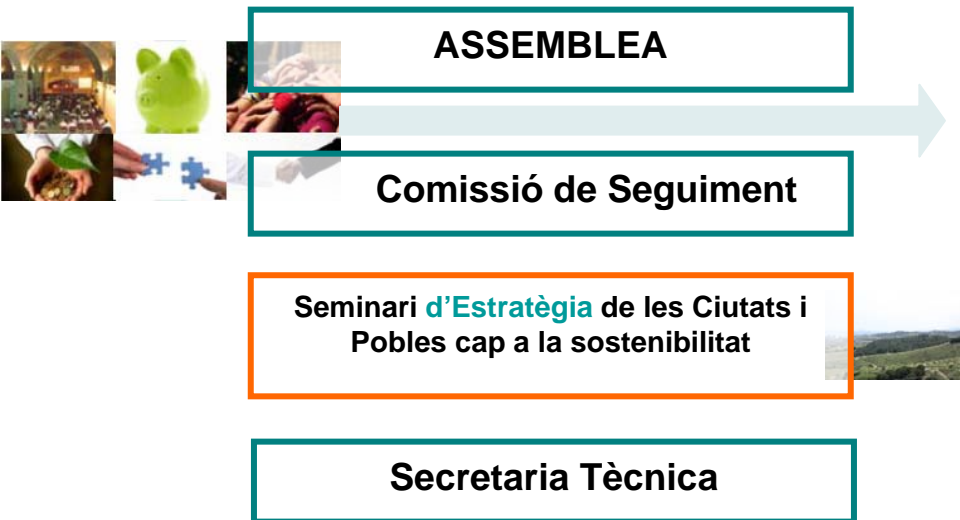 ASSEMBLEA
Comissió de Seguiment
Seminari d’Estratègia de les Ciutats i
Pobles cap a la sostenibilitat
Secretaria Tècnica